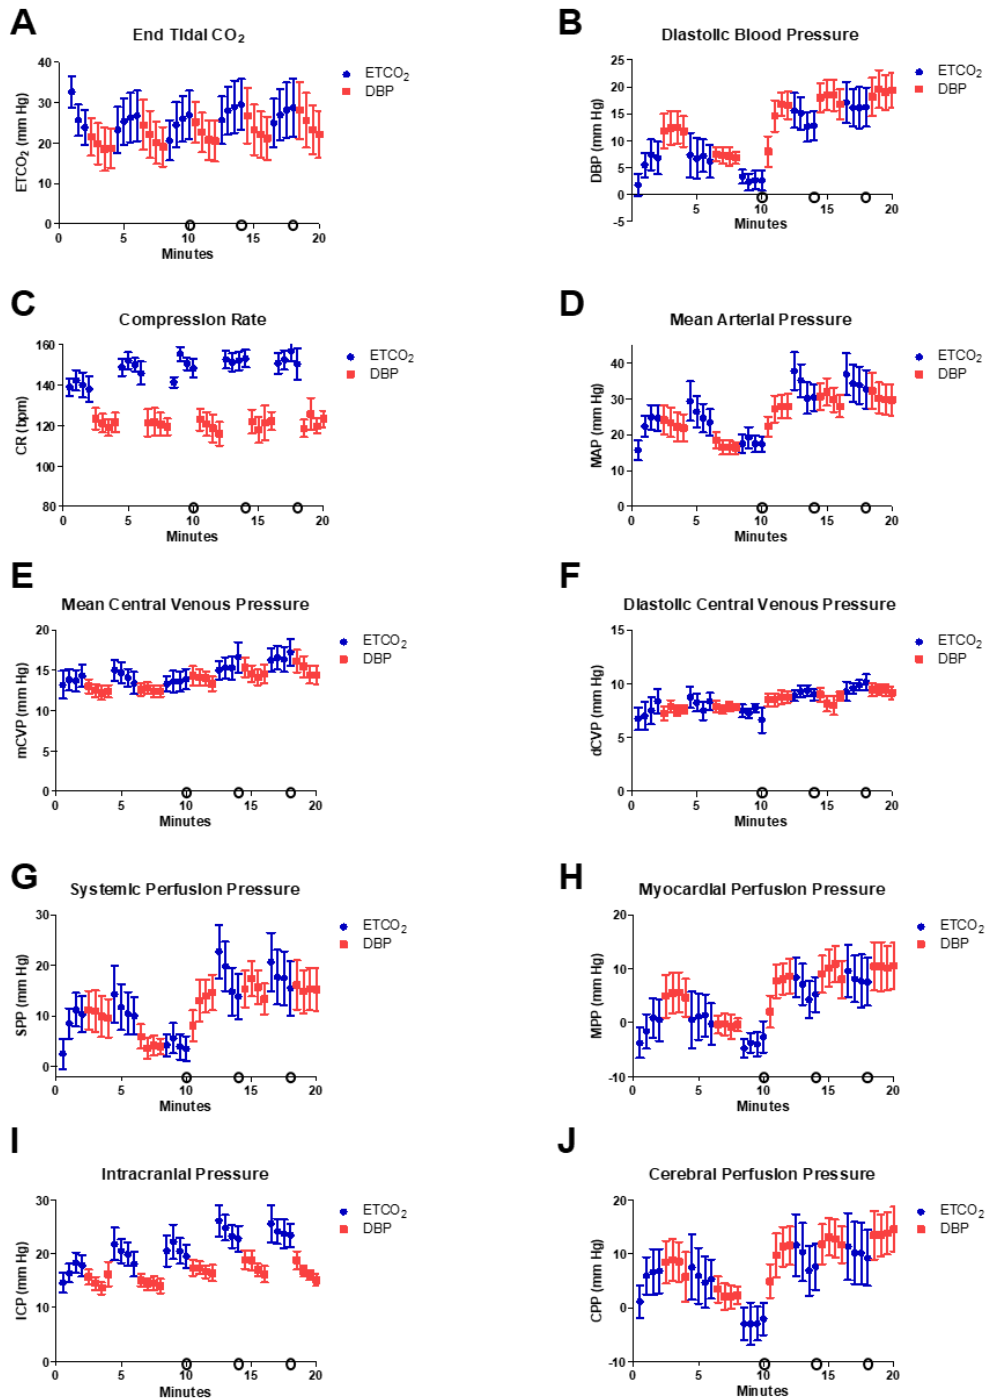 A
End Tidal CO2
ETCO2 (mm Hg)
40
30
20
10
0
0 5 10 15 20
Minutes
ETCO2
DBP
B
Diastolic Blood Pressure
DBP (mm Hg)
25
20
15
10
5
0
-5
5 10 15 20
Minutes
ETCO2
DBP
C
Compression Rate
CR (bpm)
160
140
120
100
80
0 5 10 15 20
Minutes
ETCO2
DBP
D
Mean Arterial Pressure
MAP (mm Hg)
40
30
20
10
0
0 5 10 15 20
Minutes
ETCO2
DBP
E
Mean Central Venous Pressure
mCVP (mm Hg)
20
15
10
5
0
0 5 10 15 20
Minutes
ETCO2
DBP
F
Diastolic Central Venous Pressure
dCVP (mm Hg)
15
10
5
0
0 5 10 15 20
Minutes
ETCO2
DBP
G
Systemic Perfusion Pressure
SPP (mm Hg)
30
20
10
0
0 5 10 15 20
Minutes
ETCO2
DBP
H
Myocardial Perfusion Pressure
MPP (mm Hg)
20
10
0
-10
5 10 15 20
Minutes
ETCO2
DBP
I
Intracranial Pressure
ICP (mm Hg)
30
20
10
0
0 5 10 15 20
Minutes
ETCO2
DBP
J
Cerebral Perfusion Pressure
CPP (mm Hg)
20
10
0
-10
5 10 15 20
Minutes
ETCO2
DBP